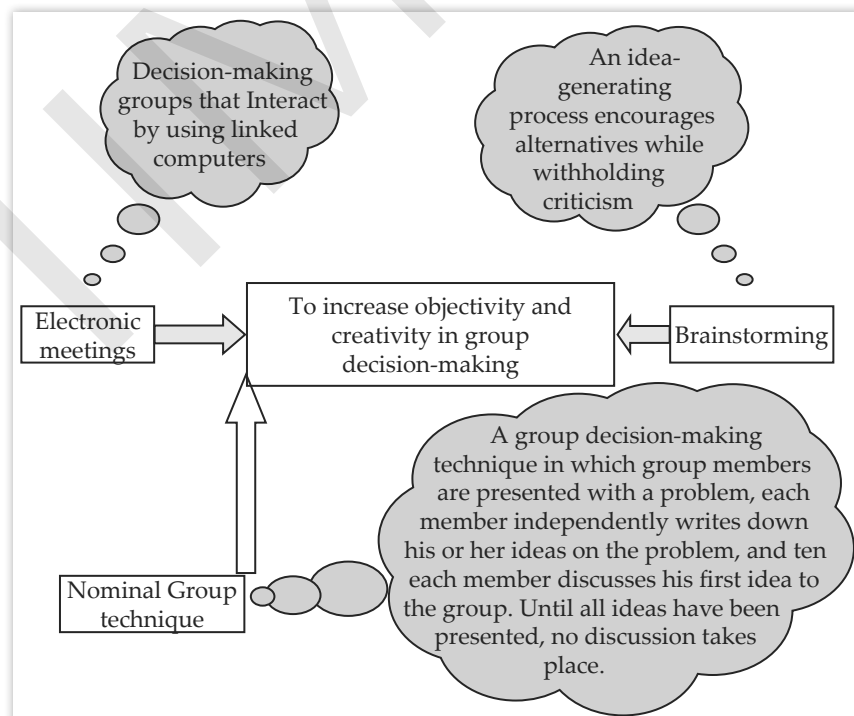 Decision-making
groups that Interact
by using linked
computers
An idea-
generating
process encourages
alternatives while
withholding
criticism
Electronic
meetings
To increase objectivity and
creativity in group
decision-making
Brainstorming
A group decision-making
technique in which group members
are presented with a problem, each
member independently writes down
his or her ideas on the problem, and ten
each member discusses his first idea to
the group. Until all ideas have been
presented, no discussion takes
place.
Nominal Group
technique